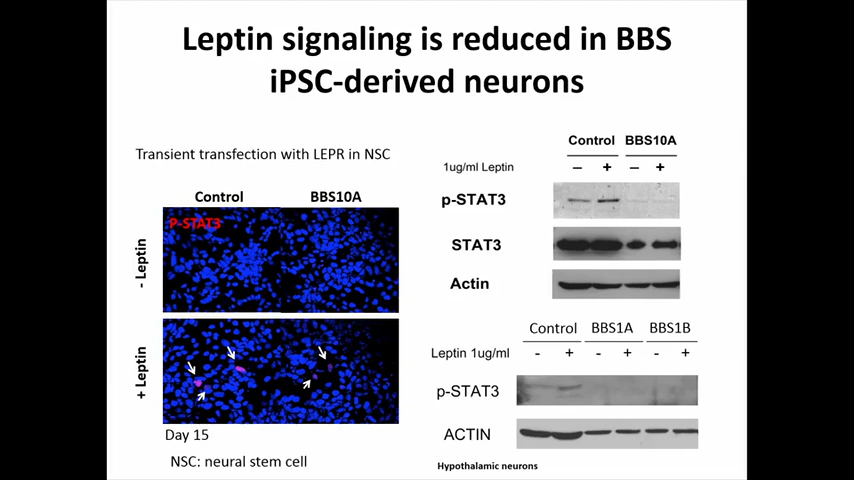 Leptin signaling is reduced in BBS
iPSC-derived neurons
Transient transfection with LEPR in NSC
Control BBS10A
P-STAT3
- Leptin
+ Leptin
Day 15
NSC: neural stem cell
Control BBS10A
1ug/ml Leptin – + – +
p-STAT3
STAT3
Actin
Control BBS1A BBS1B
Leptin 1ug/ml - + - + - +
p-STAT3
ACTIN
Hypothalamic neurons